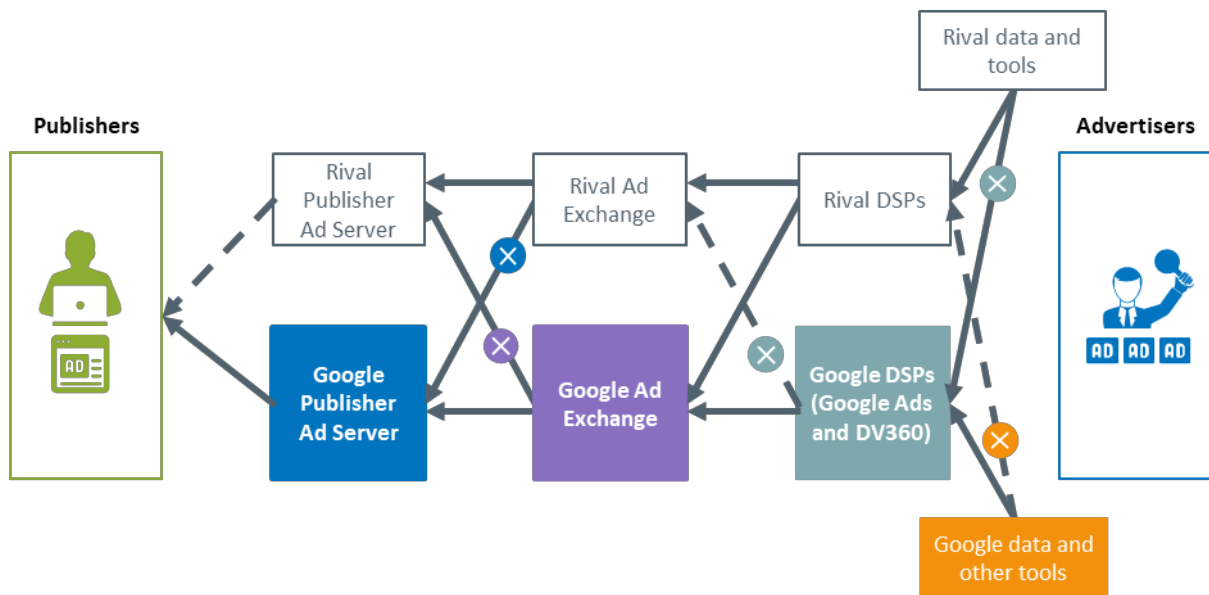 Rival data and
tools
Publishers
Advertisers
Rival
Publisher
Ad Server
Rival Ad
Exchange
Rival DSPs
AD
AD AD AD
Google
Publisher
Ad Server
Google Ad
Exchange
Google DSPs
(Google Ads
and DV360)
Google data and
other tools